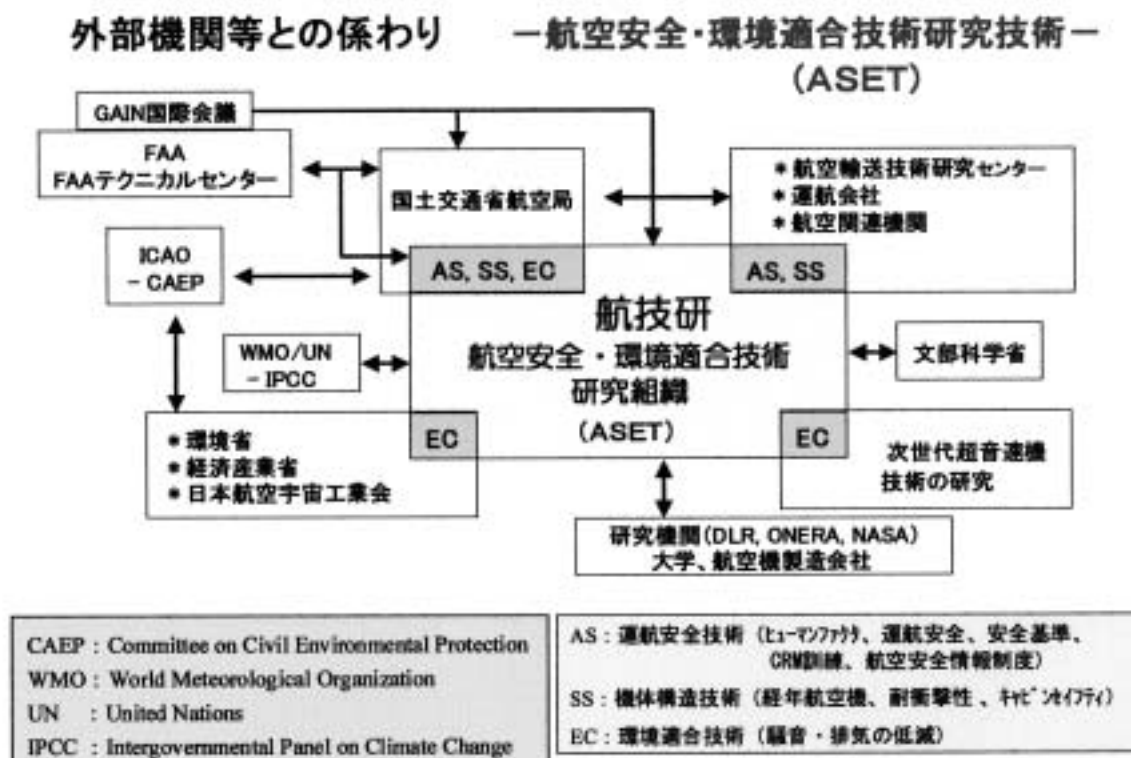 外部機関等との係わり －航空安全・環境適合技術研究技術－
(ASET)
GAIN国際会議
FAA
FAAテクニカルセンター
国土交通省航空局
＊航空輸送技術研究センター
＊運航会社
＊航空関連機関
ICAO
－CAEP
AS, SS, EC
AS, SS
航技研
航空安全・環境適合技術
研究組織
(ASET)
WMO/UN
－IPCC
文部科学省
EC
EC
＊環境省
＊経済産業省
＊日本航空宇宙工業会
次世代超音速機
技術の研究
研究機関(DLR, ONERA, NASA)
大学、航空機製造会社
CAEP : Committee on Civil Environmental Protection
WMO : World Meteorological Organization
UN : United Nations
IPCC : Intergovernmental Panel on Climate Change
AS : 運航安全技術 (ﾋｭｰﾏﾝﾌｧｸﾀ、運航安全、安全基準、
CRM訓練、航空安全情報制度)
SS : 機体構造技術 (経年航空機、耐衝撃性、ｷｬﾋﾞﾝｾｲﾌﾃｨ)
EC : 環境適合技術 (騒音・排気の低減)